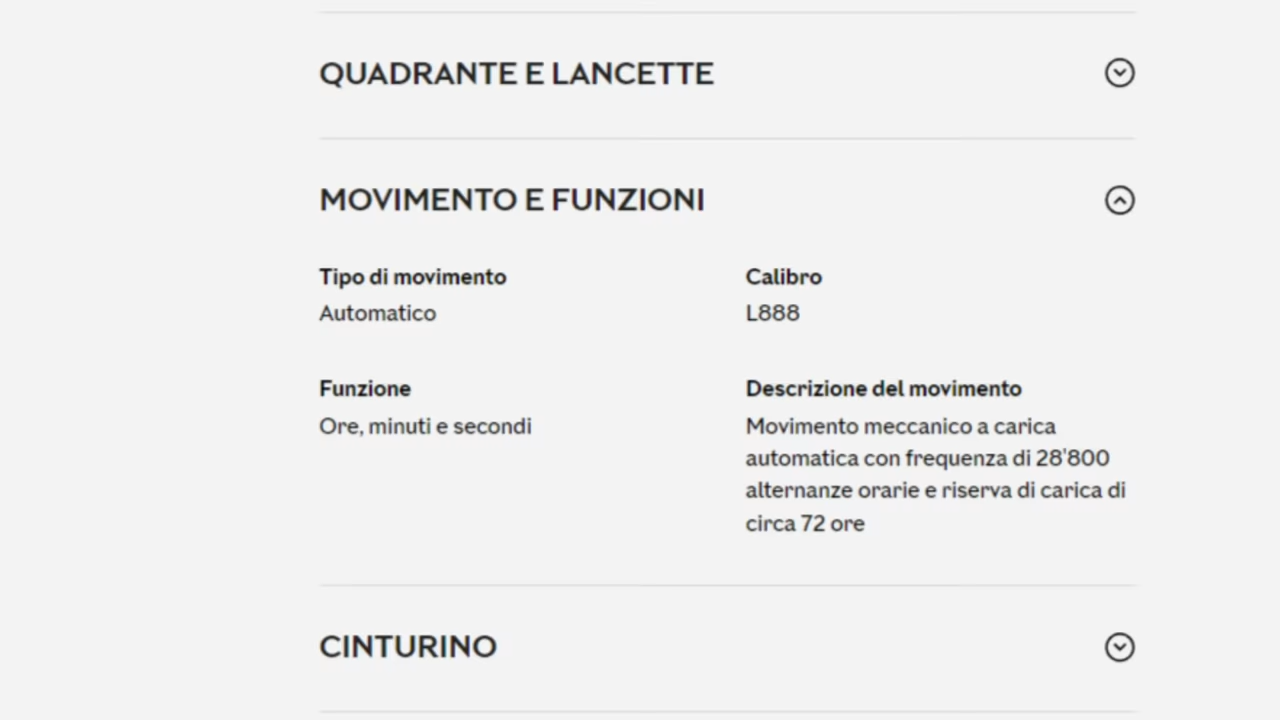 QUADRANTE E LANCETTE
MOVIMENTO E FUNZIONI
Tipo di movimento
Automatico
Calibro
L888
Funzione
Ore, minuti e secondi
Descrizione del movimento
Movimento meccanico a carica
automatica con frequenza di 28'800
alternanze orarie e riserva di carica di
circa 72 ore
CINTURINO